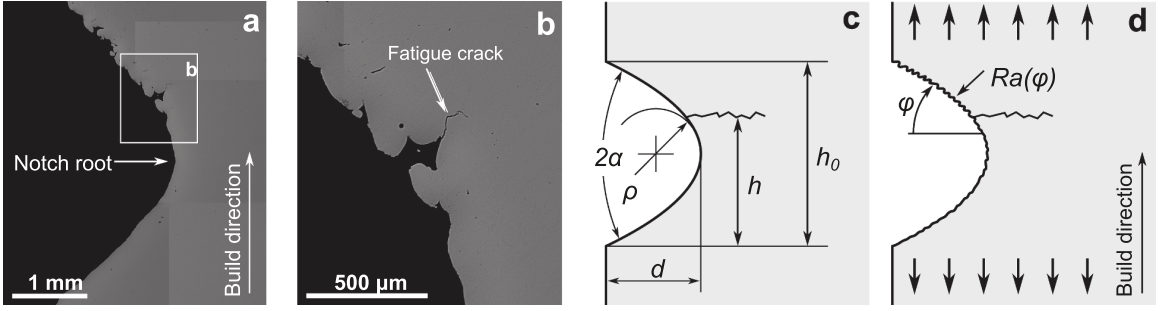 a
b
Notch root
Build direction
1 mm
b
Fatigue crack
500 µm
c
2α
ρ
h
h0
d
d
Ra(φ)
φ
Build direction